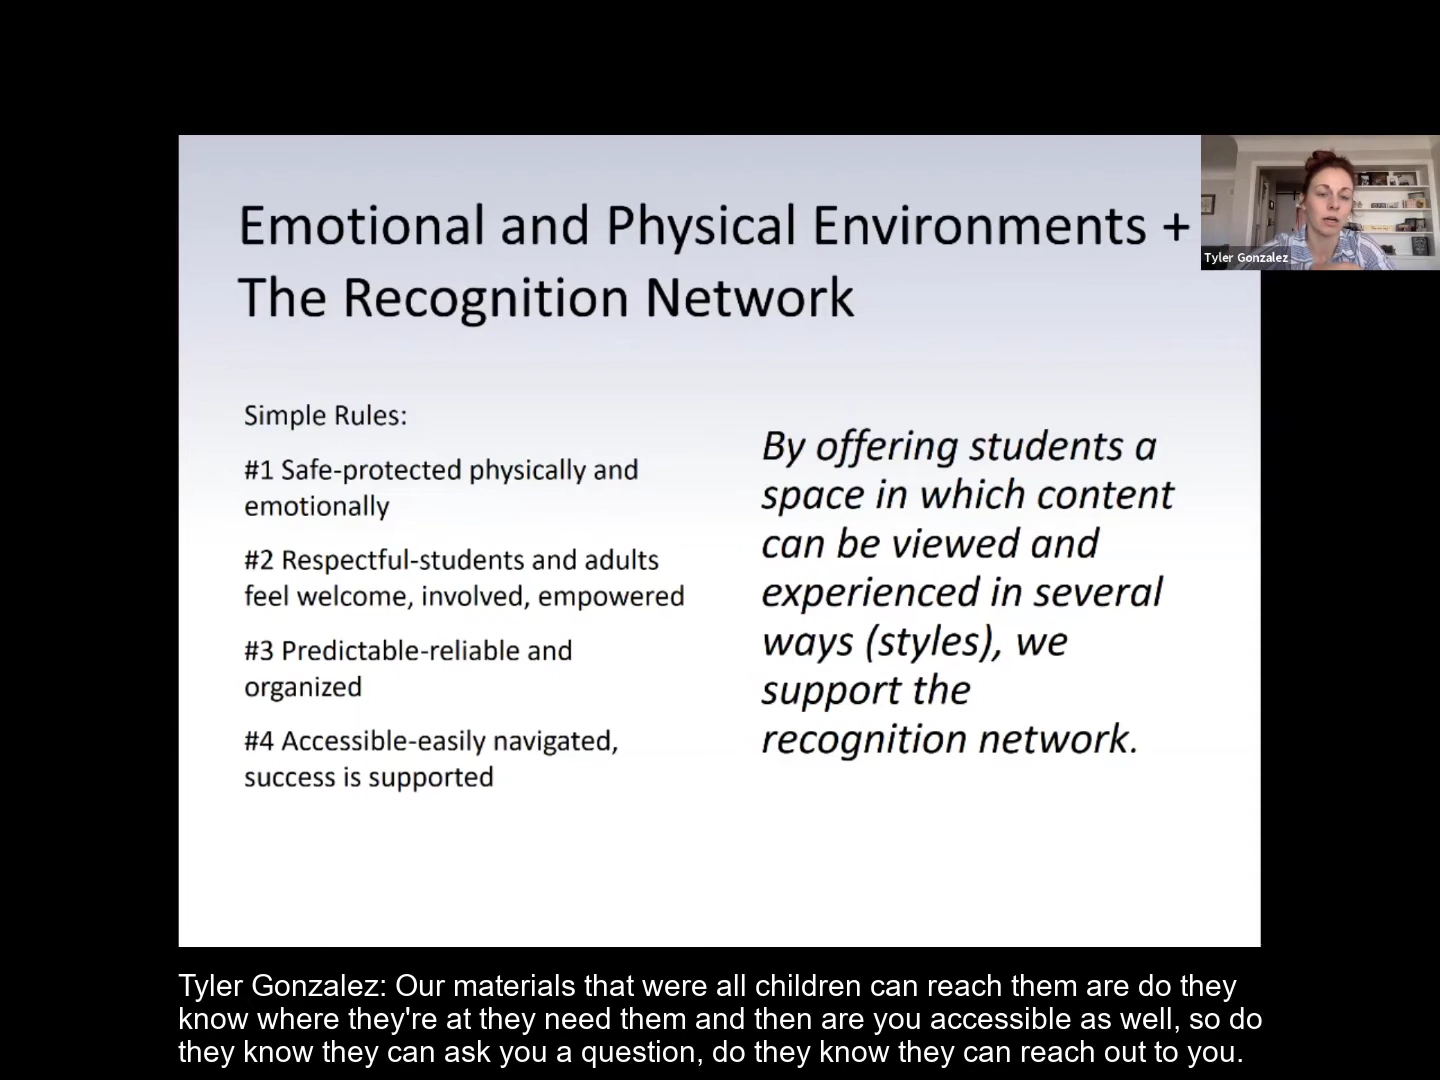 Emotional and Physical Environments +
The Recognition Network
Tyler Gonzalez
Simple Rules:
#1 Safe-protected physically and
emotionally
#2 Respectful-students and adults
feel welcome, involved, empowered
#3 Predictable-reliable and
organized
#4 Accessible-easily navigated,
success is supported
By offering students a
space in which content
can be viewed and
experienced in several
ways (styles), we
support the
recognition network.
Tyler Gonzalez: Our materials that were all children can reach them are do they
know where they're at they need them and then are you accessible as well, so do
they know they can ask you a question, do they know they can reach out to you.